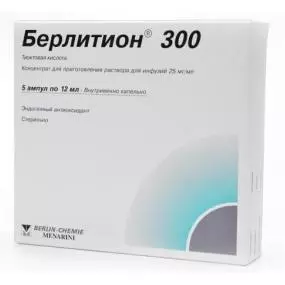 Берлитион® 300
Тиоктовая кислота
Концентрат для приготовления раствора для инфузий 25 мг/мл
5 ампул по 12 мл - Внутривенно капельно
Эндогенный антиоксидант
Стерильно
BERLIN-CHEMIE
MENARINI